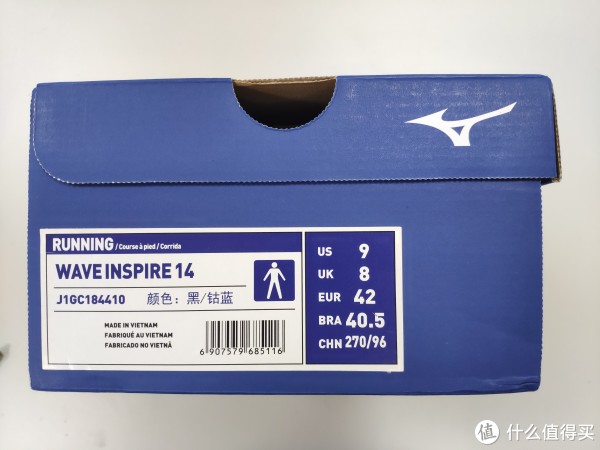 RUNNING / Course à pied / Corrida
WAVE INSPIRE 14
J1GC184410 颜色：黑/钴蓝
MADE IN VIETNAM
FABRIQUÉ AU VIETNAM
FABRICADO NO VIETNÃ
6 907579 685116
US 9
UK 8
EUR 42
BRA 40.5
CHN 270/96
值 什么值得买